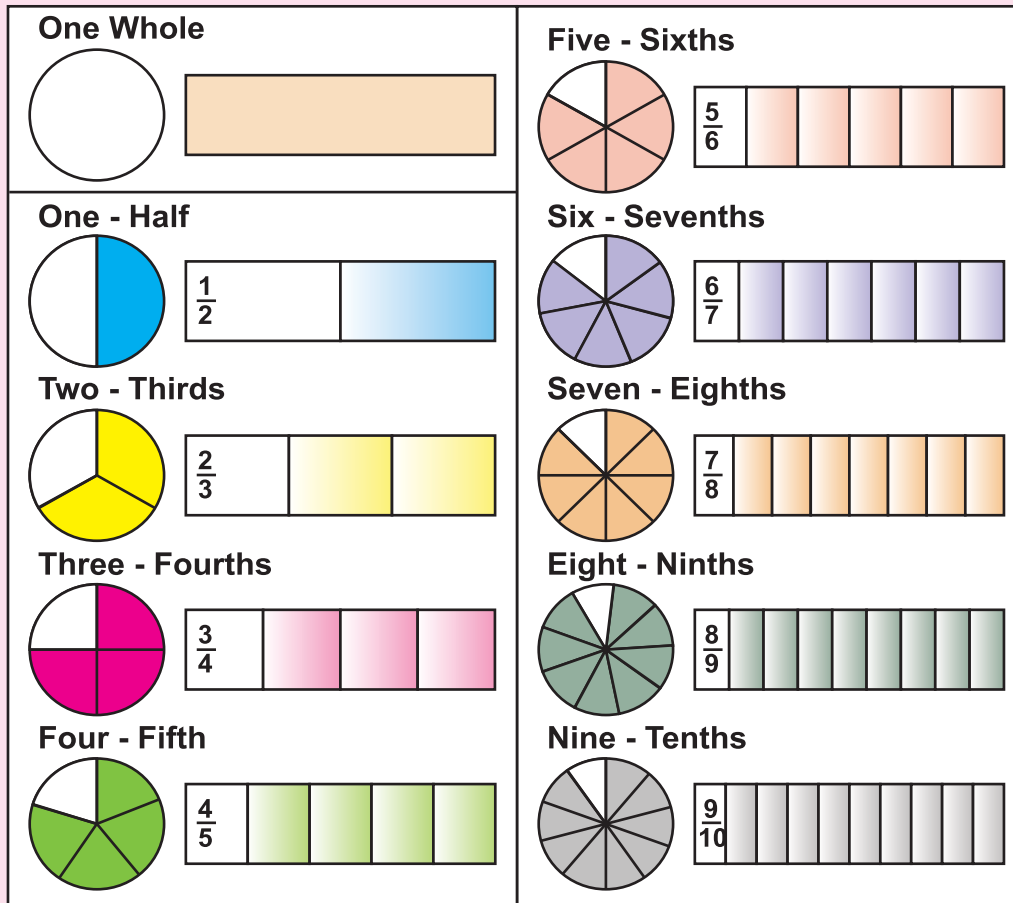 One Whole
One - Half
1
2
Two - Thirds
2
3
Three - Fourths
3
4
Four - Fifth
4
5
Five - Sixths
5
6
Six - Sevenths
6
7
Seven - Eighths
7
8
Eight - Ninths
8
9
Nine - Tenths
9
10